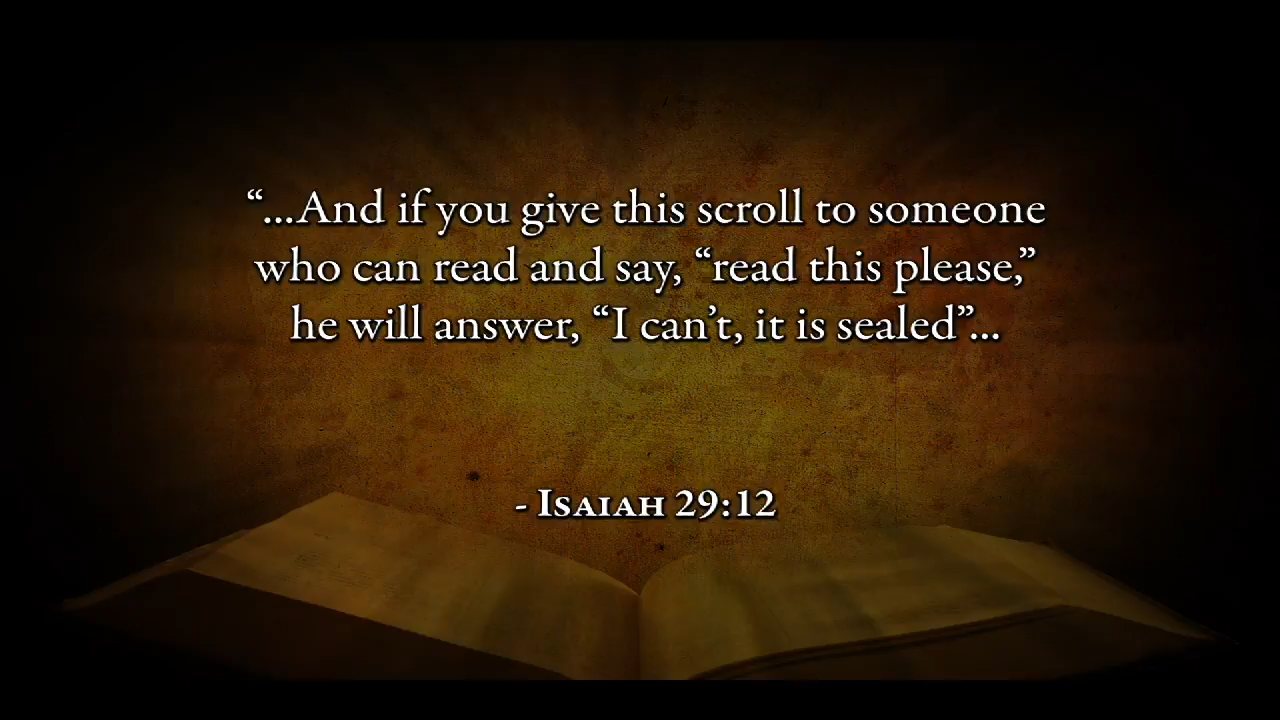 “...And if you give this scroll to someone
who can read and say, “read this please,”
he will answer, “I can’t, it is sealed”...
- Isaiah 29:12